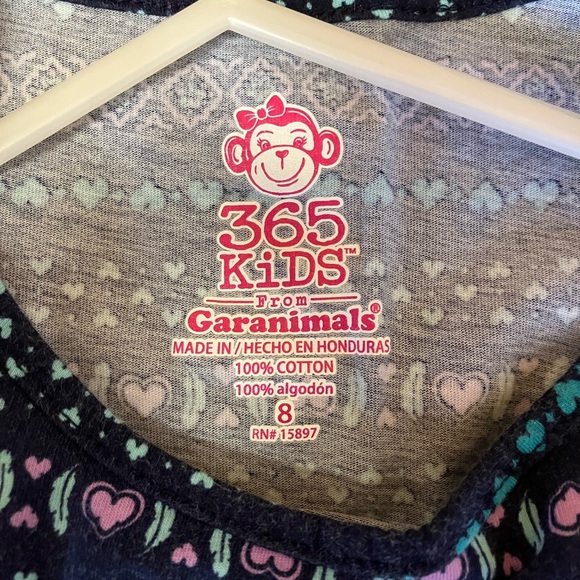 365
KiDS™
From
Garanimals®
MADE IN / HECHO EN HONDURAS
100% COTTON
100% algodón
8
RN# 15897